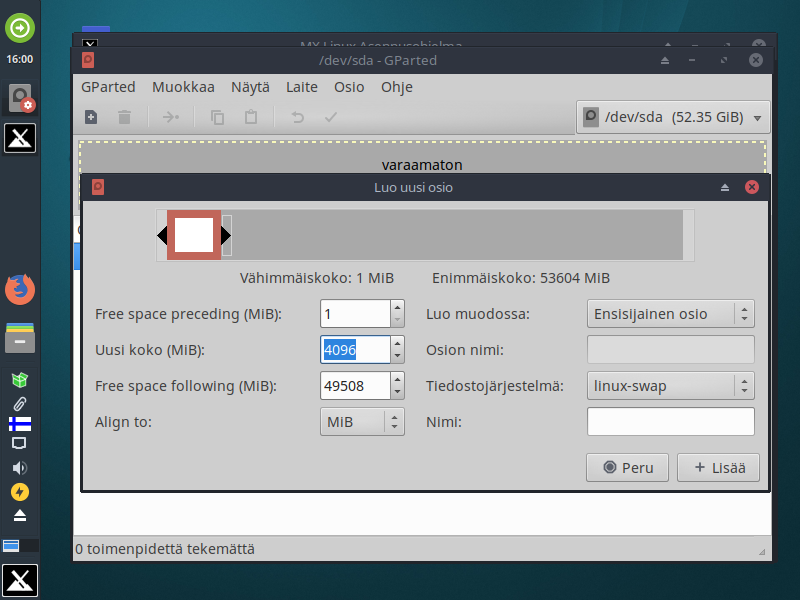 16:00
MX Linux Asennusohjelma
/dev/sda - GParted
GParted Muokkaa Näytä Laite Osio Ohje
/dev/sda (52.35 GiB)
varaamaton
Luo uusi osio
Vähimmäiskoko: 1 MiB Enimmäiskoko: 53604 MiB
Free space preceding (MiB): 1 Luo muodossa: Ensisijainen osio
Uusi koko (MiB): 4096 Osion nimi:
Free space following (MiB): 49508 Tiedostojärjestelmä: linux-swap
Align to: MiB Nimi:
Peru Lisää
0 toimenpidettä tekemättä